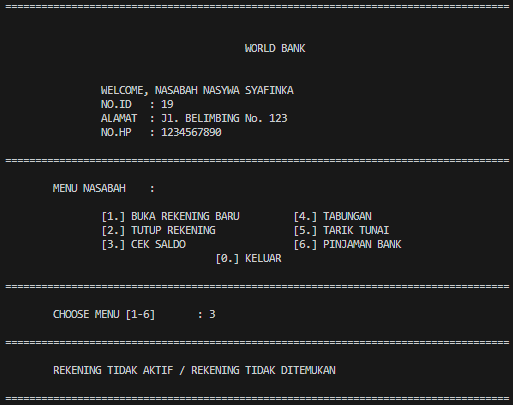 WORLD BANK
WELCOME, NASABAH NASYWA SYAFINKA
NO.ID : 19
ALAMAT : Jl. BELIMBING No. 123
NO.HP : 1234567890
MENU NASABAH :
[1.] BUKA REKENING BARU [4.] TABUNGAN
[2.] TUTUP REKENING [5.] TARIK TUNAI
[3.] CEK SALDO [6.] PINJAMAN BANK
[0.] KELUAR
CHOOSE MENU [1-6] : 3
REKENING TIDAK AKTIF / REKENING TIDAK DITEMUKAN